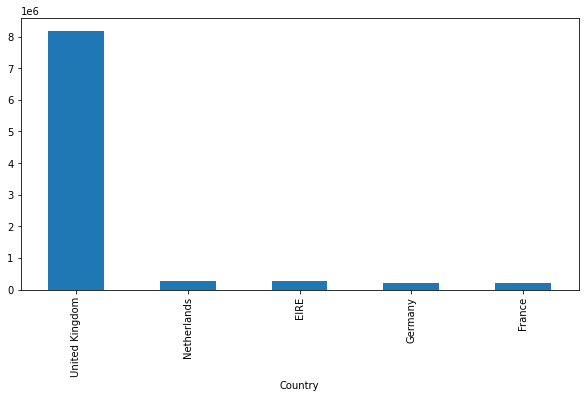 1e6
8
7
6
5
4
3
2
1
0
United Kingdom
Netherlands
EIRE
Germany
France
Country